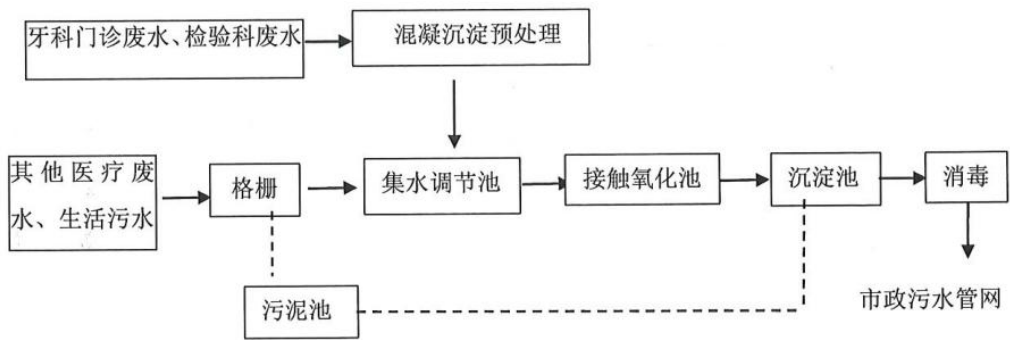 牙科门诊废水、检验科废水
混凝沉淀预处理
其他医疗废
水、生活污水
格栅
集水调节池
接触氧化池
沉淀池
消毒
污泥池
市政污水管网